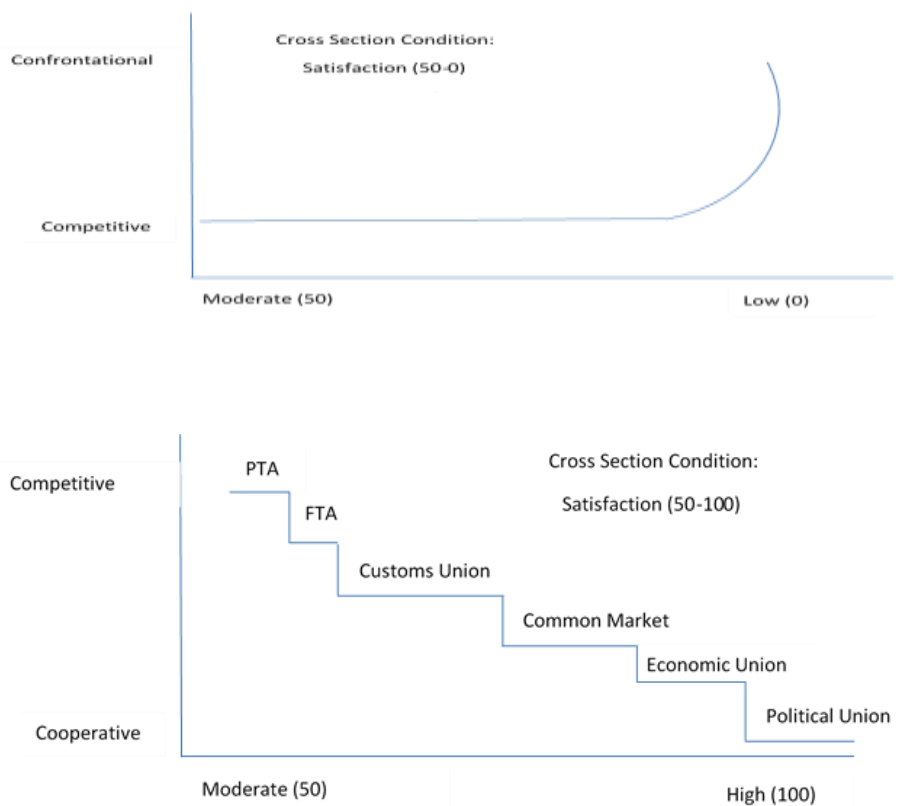 Cross Section Condition:
Confrontational
Satisfaction (50-0)
Competitive
Moderate (50)
Low (0)
PTA
Cross Section Condition:
Competitive
Satisfaction (50-100)
FTA
Customs Union
Common Market
Economic Union
Political Union
Cooperative
Moderate (50)
High (100)